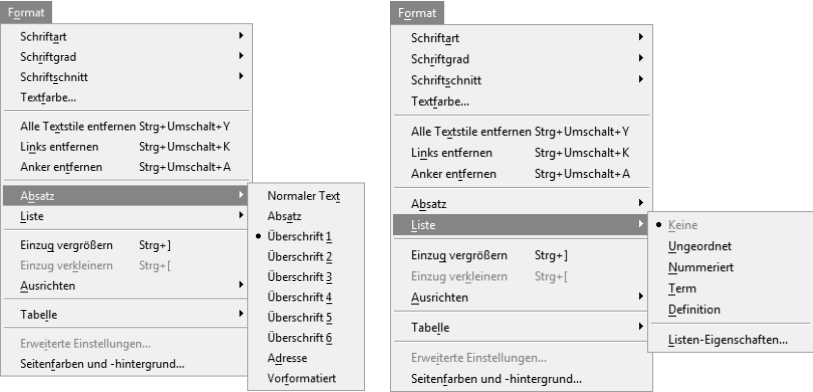 Format
Schriftart
Schriftgrad
Schriftschnitt
Textfarbe...
Alle Textstile entfernen Strg+Umschalt+Y
Links entfernen Strg+Umschalt+K
Anker entfernen Strg+Umschalt+A
Absatz
Liste
Einzug vergrößern Strg+]
Einzug verkleinern Strg+[
Ausrichten
Tabelle
Erweiterte Einstellungen...
Seitenfarben und -hintergrund...
Normaler Text
Absatz
Überschrift 1
Überschrift 2
Überschrift 3
Überschrift 4
Überschrift 5
Überschrift 6
Adresse
Vorformatiert
Format
Schriftart
Schriftgrad
Schriftschnitt
Textfarbe...
Alle Textstile entfernen Strg+Umschalt+Y
Links entfernen Strg+Umschalt+K
Anker entfernen Strg+Umschalt+A
Absatz
Liste
Einzug vergrößern Strg+]
Einzug verkleinern Strg+[
Ausrichten
Tabelle
Erweiterte Einstellungen...
Seitenfarben und -hintergrund...
Keine
Ungeordnet
Nummeriert
Term
Definition
Listen-Eigenschaften...